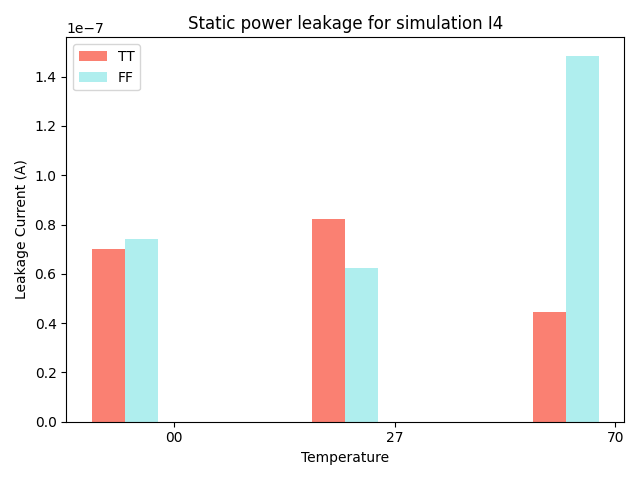 Static power leakage for simulation I4
1e−7
TT
FF
1.4
1.2
1.0
0.8
0.6
0.4
0.2
0.0
Leakage Current (A)
00
27
70
Temperature